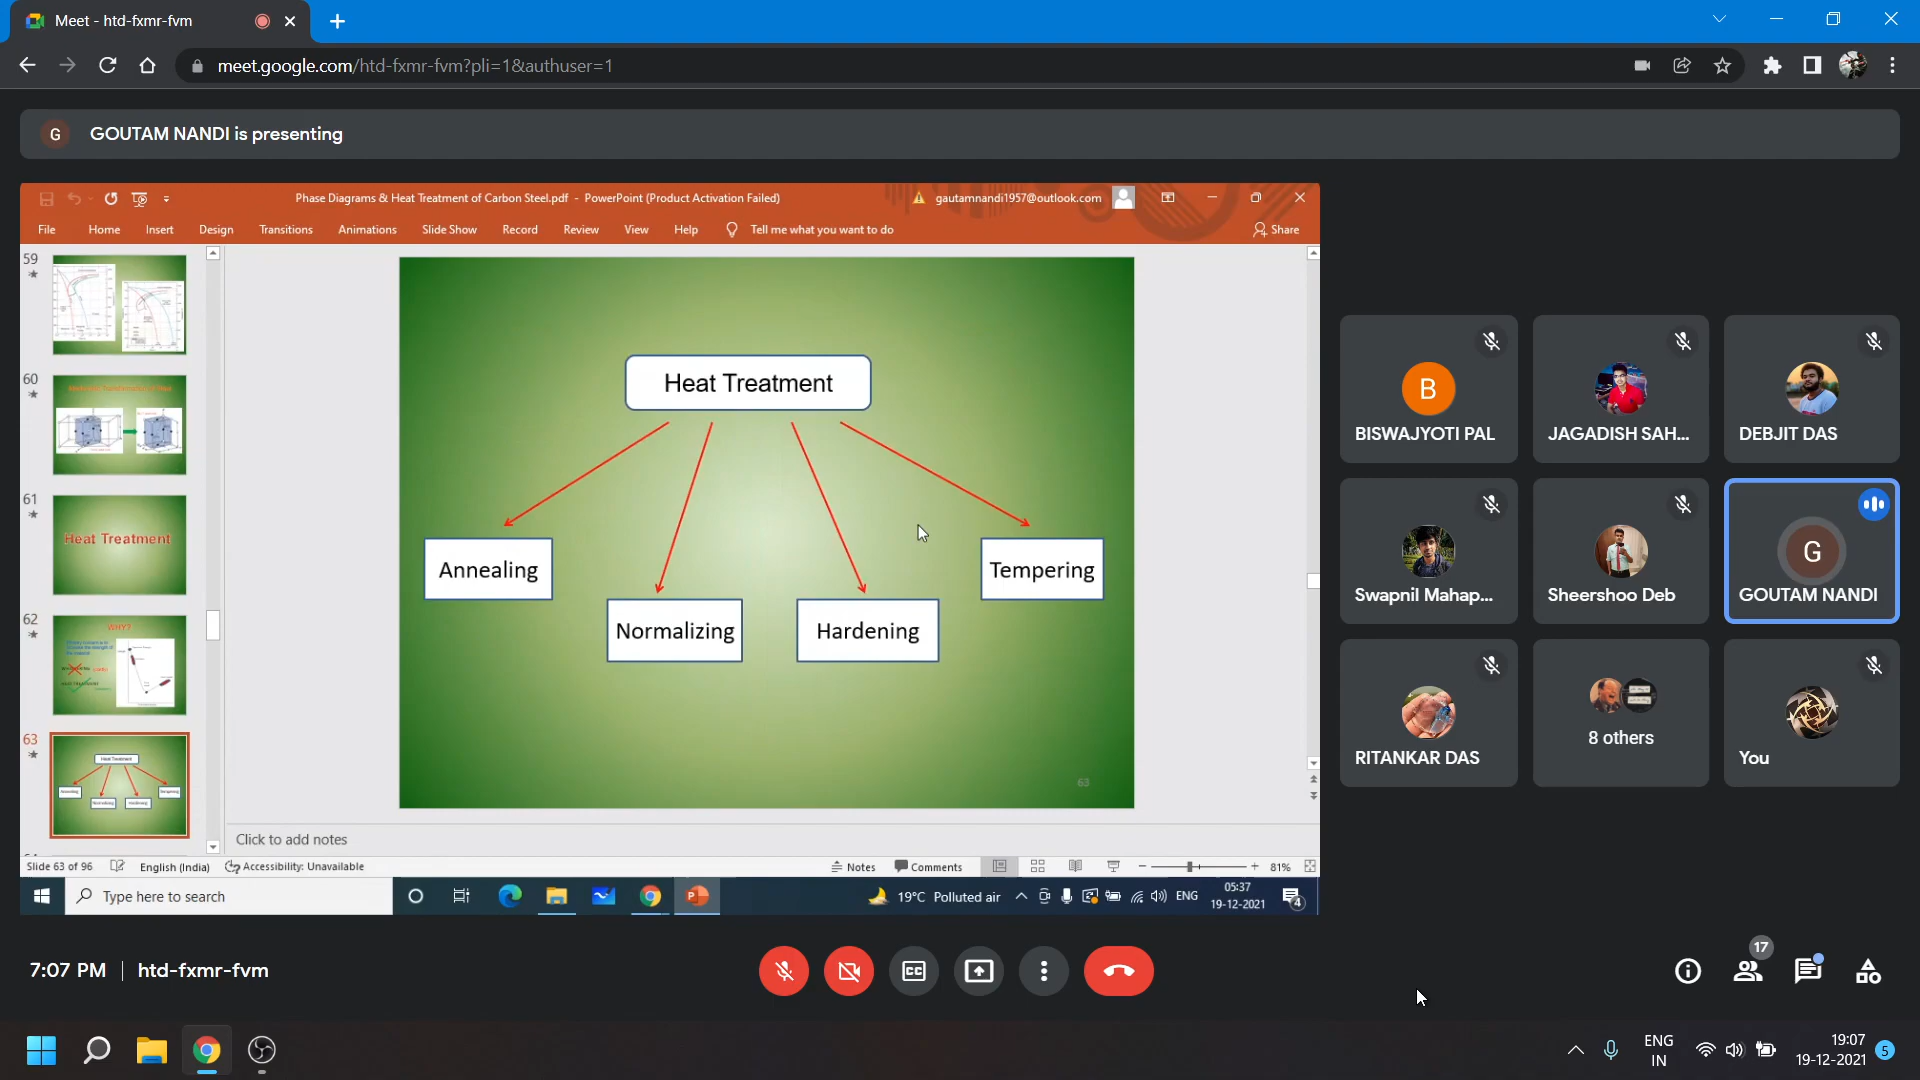 Meet - htd-fxmr-fvm
meet.google.com/htd-fxmr-fvm?pli=1&authuser=1
G GOUTAM NANDI is presenting
Phase Diagrams & Heat Treatment of Carbon Steel.pdf - PowerPoint (Product Activation Failed)
gautamnandi1957@outlook.com
File Home Insert Design Transitions Animations Slide Show Record Review View Help Tell me what you want to do
Share
59
60
61
Heat Treatment
62
WHY?
63
Heat Treatment
Annealing
Normalizing
Hardening
Tempering
63
Click to add notes
Slide 63 of 96 English (India) Accessibility: Unavailable
Notes Comments 81%
Type here to search
19°C Polluted air
ENG
05:37
19-12-2021
4
B
BISWAJYOTI PAL
JAGADISH SAH...
DEBJIT DAS
Swapnil Mahap...
Sheershoo Deb
G
GOUTAM NANDI
RITANKAR DAS
8 others
You
7:07 PM | htd-fxmr-fvm
CC
17
ENG
IN
19:07
19-12-2021
5